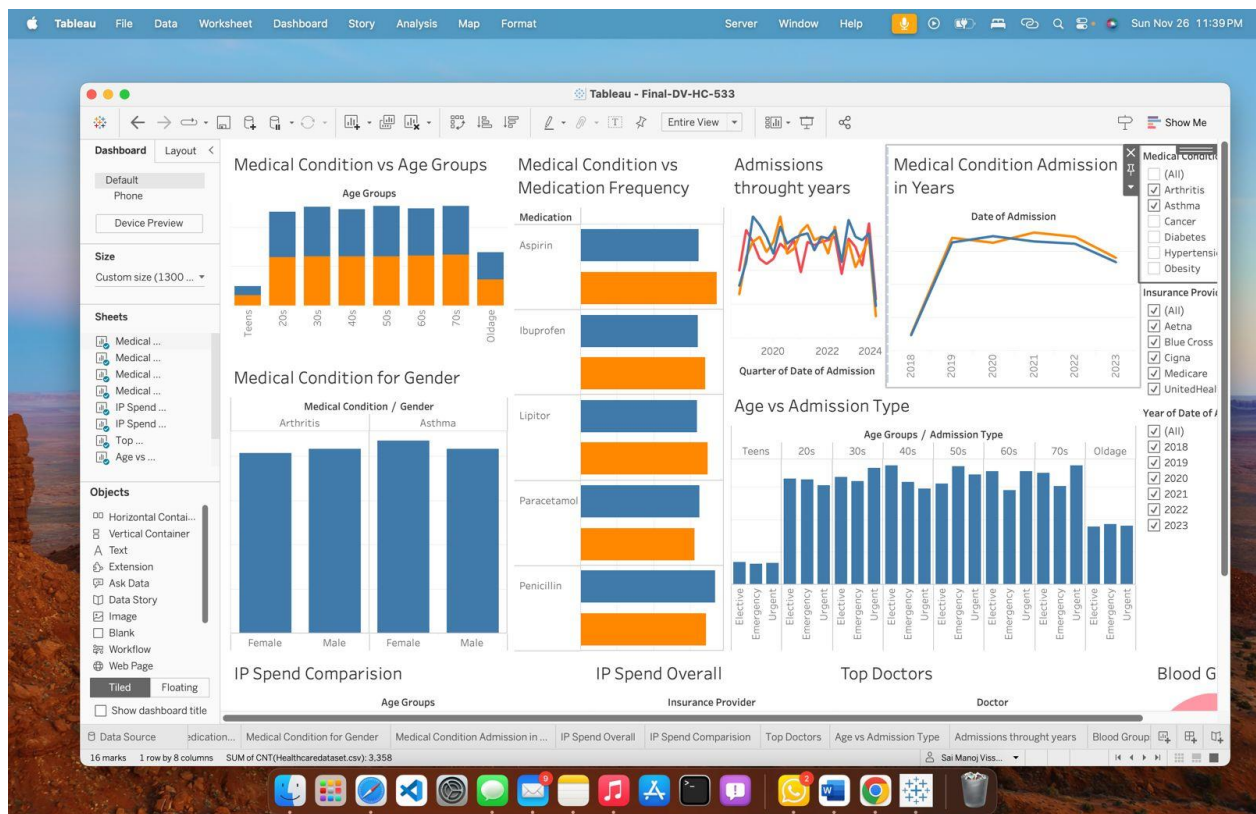 Tableau File Data Worksheet Dashboard Story Analysis Map Format Server Window Help Sun Nov 26 11:39 PM
Tableau - Final-DV-HC-533
Entire View
Show Me
Dashboard Layout
Default
Phone
Device Preview
Size
Custom size (1300 ...
Sheets
Medical ...
Medical ...
Medical ...
Medical ...
IP Spend ...
IP Spend ...
Top ...
Age vs ...
Objects
Horizontal Contai...
Vertical Container
Text
Extension
Ask Data
Data Story
Image
Blank
Workflow
Web Page
Tiled Floating
Show dashboard title
Medical Condition vs Age Groups
Age Groups
Teens 20s 30s 40s 50s 60s 70s Oldage
Medical Condition for Gender
Medical Condition / Gender
Arthritis Asthma
Female Male Female Male
Medical Condition vs
Medication Frequency
Medication
Aspirin
Ibuprofen
Lipitor
Paracetamol
Penicillin
Admissions
throught years
2020 2022 2024
Quarter of Date of Admission
Medical Condition Admission
in Years
Date of Admission
2018 2019 2020 2021 2022 2023
Age vs Admission Type
Age Groups / Admission Type
Teens 20s 30s 40s 50s 60s 70s Oldage
Elective Emergency Urgent Elective Emergency Urgent Elective Emergency Urgent Elective Emergency Urgent Elective Emergency Urgent Elective Emergency Urgent Elective Emergency Urgent Elective Emergency Urgent
Medical Conditi
(All)
Arthritis
Asthma
Cancer
Diabetes
Hypertensi
Obesity
Insurance Provi
(All)
Aetna
Blue Cross
Cigna
Medicare
UnitedHeal
Year of Date of A
(All)
2018
2019
2020
2021
2022
2023
IP Spend Comparision
Age Groups
IP Spend Overall
Insurance Provider
Top Doctors
Doctor
Blood G
Data Source edication... Medical Condition for Gender Medical Condition Admission in ... IP Spend Overall IP Spend Comparision Top Doctors Age vs Admission Type Admissions throught years Blood Group
16 marks 1 row by 8 columns SUM of CNT(Healthcaredataset.csv): 3,358 Sai Manoj Viss...
9
2